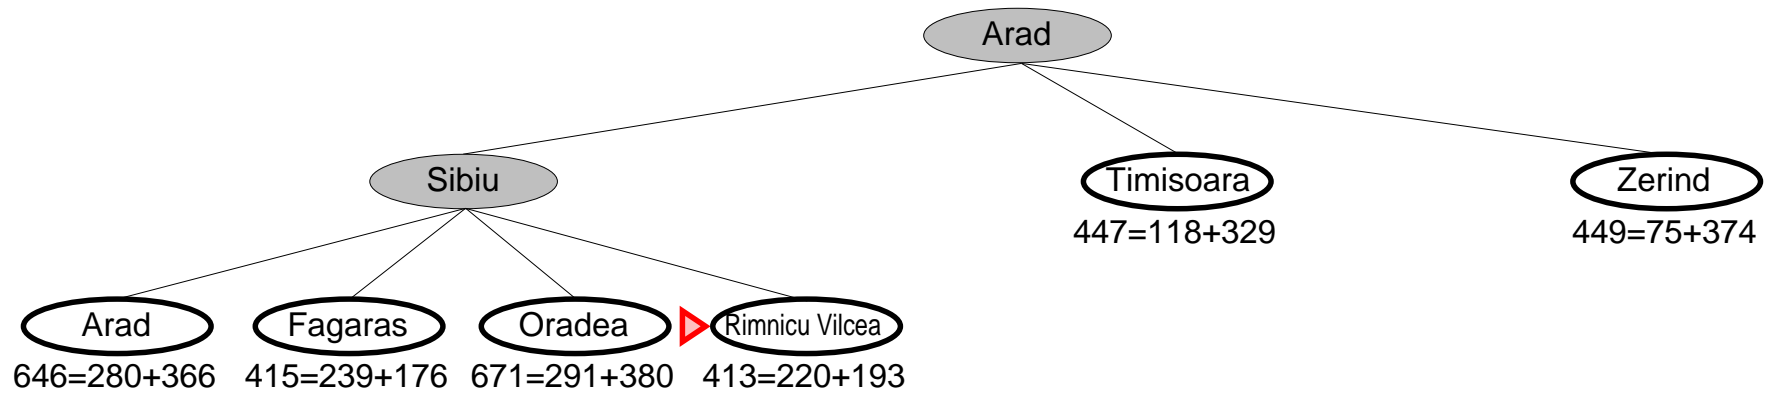 Arad
Sibiu
Timisoara
Zerind
447=118+329
449=75+374
Arad
Fagaras
Oradea
Rimnicu Vilcea
646=280+366
415=239+176
671=291+380
413=220+193